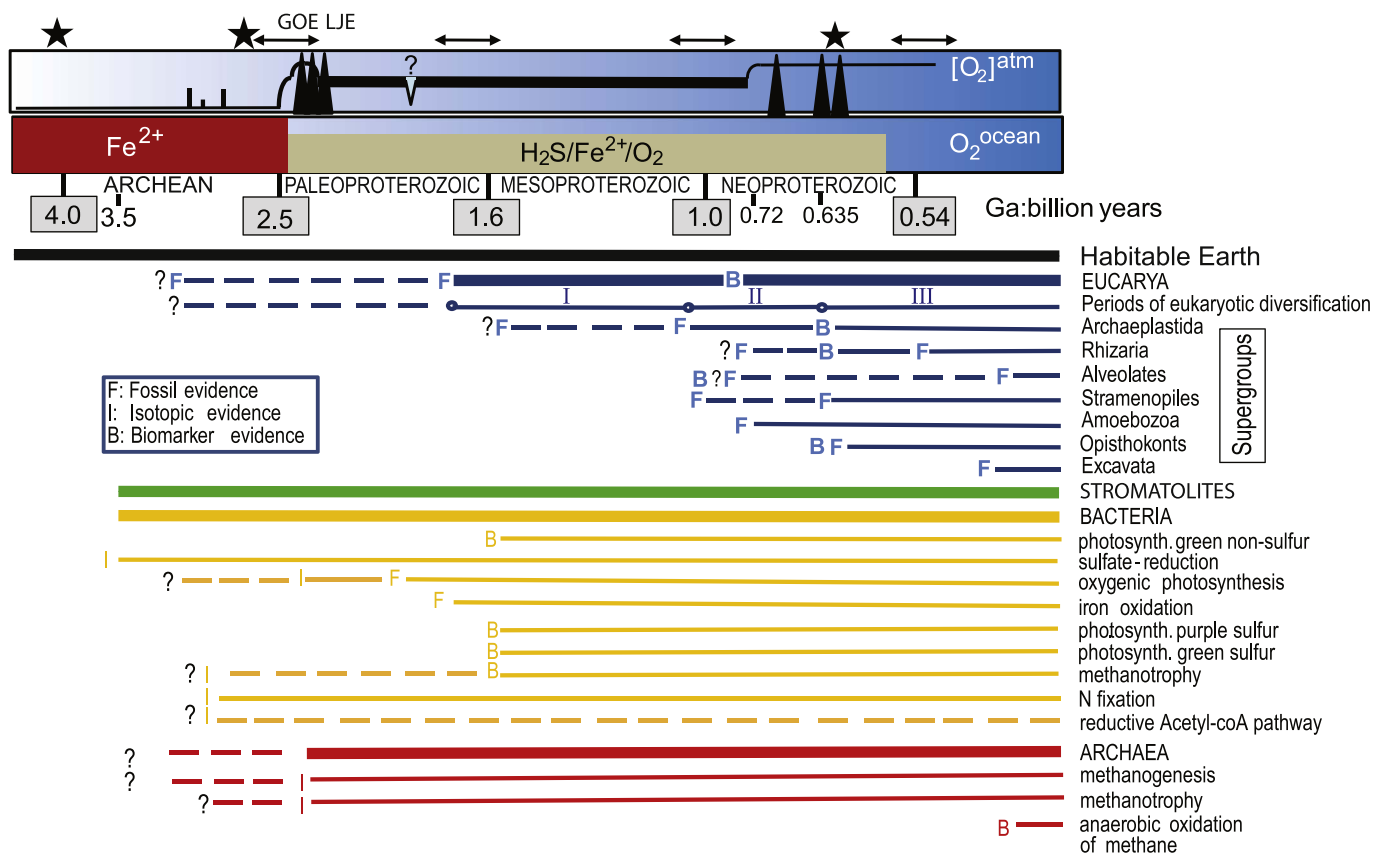 GOE LJE
?
[O2]atm
Fe2+
H2S/Fe2+/O2
O2ocean
ARCHEAN
PALEOPROTEROZOIC
MESOPROTEROZOIC
NEOPROTEROZOIC
4.0
3.5
2.5
1.6
1.0
0.72
0.635
0.54
Ga:billion years
Habitable Earth
? F F B EUCARYA
? I II III Periods of eukaryotic diversification
? F F B Archaeplastida
? F B F Rhizaria
B ? F F Alveolates
F F Stramenopiles
F Amoebozoa
B F Opisthokonts
F Excavata
Supergroups
F: Fossil evidence
I: Isotopic evidence
B: Biomarker evidence
STROMATOLITES
BACTERIA
B photosynth. green non-sulfur
I sulfate-reduction
? I F oxygenic photosynthesis
F iron oxidation
B photosynth. purple sulfur
B photosynth. green sulfur
? I B methanotrophy
I N fixation
? I reductive Acetyl-coA pathway
? ARCHAEA
? I methanogenesis
? I methanotrophy
B anaerobic oxidation
of methane